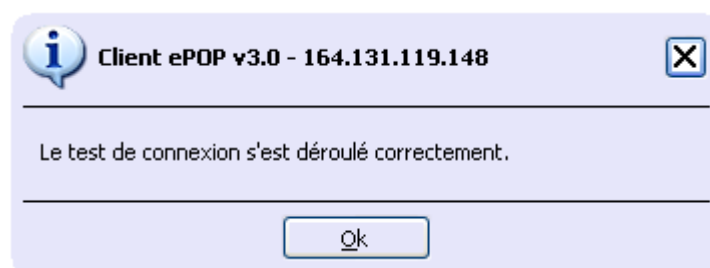 Client ePOP v3.0 - 164.131.119.148
Le test de connexion s'est déroulé correctement.
Ok